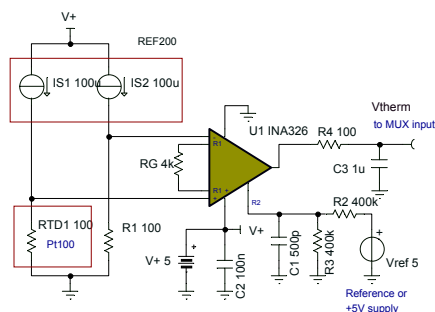 V+
REF200
IS1 100u
IS2 100u
U1 INA326
Vtherm
to MUX input
R4 100
C3 1u
-
R1
RG 4k
R1 +
+
R2
R2 400k
RTD1 100
Pt100
R1 100
V+
+
V+ 5
C2 100n
C1 500p
R3 400k
+
Vref 5
Reference or
+5V supply